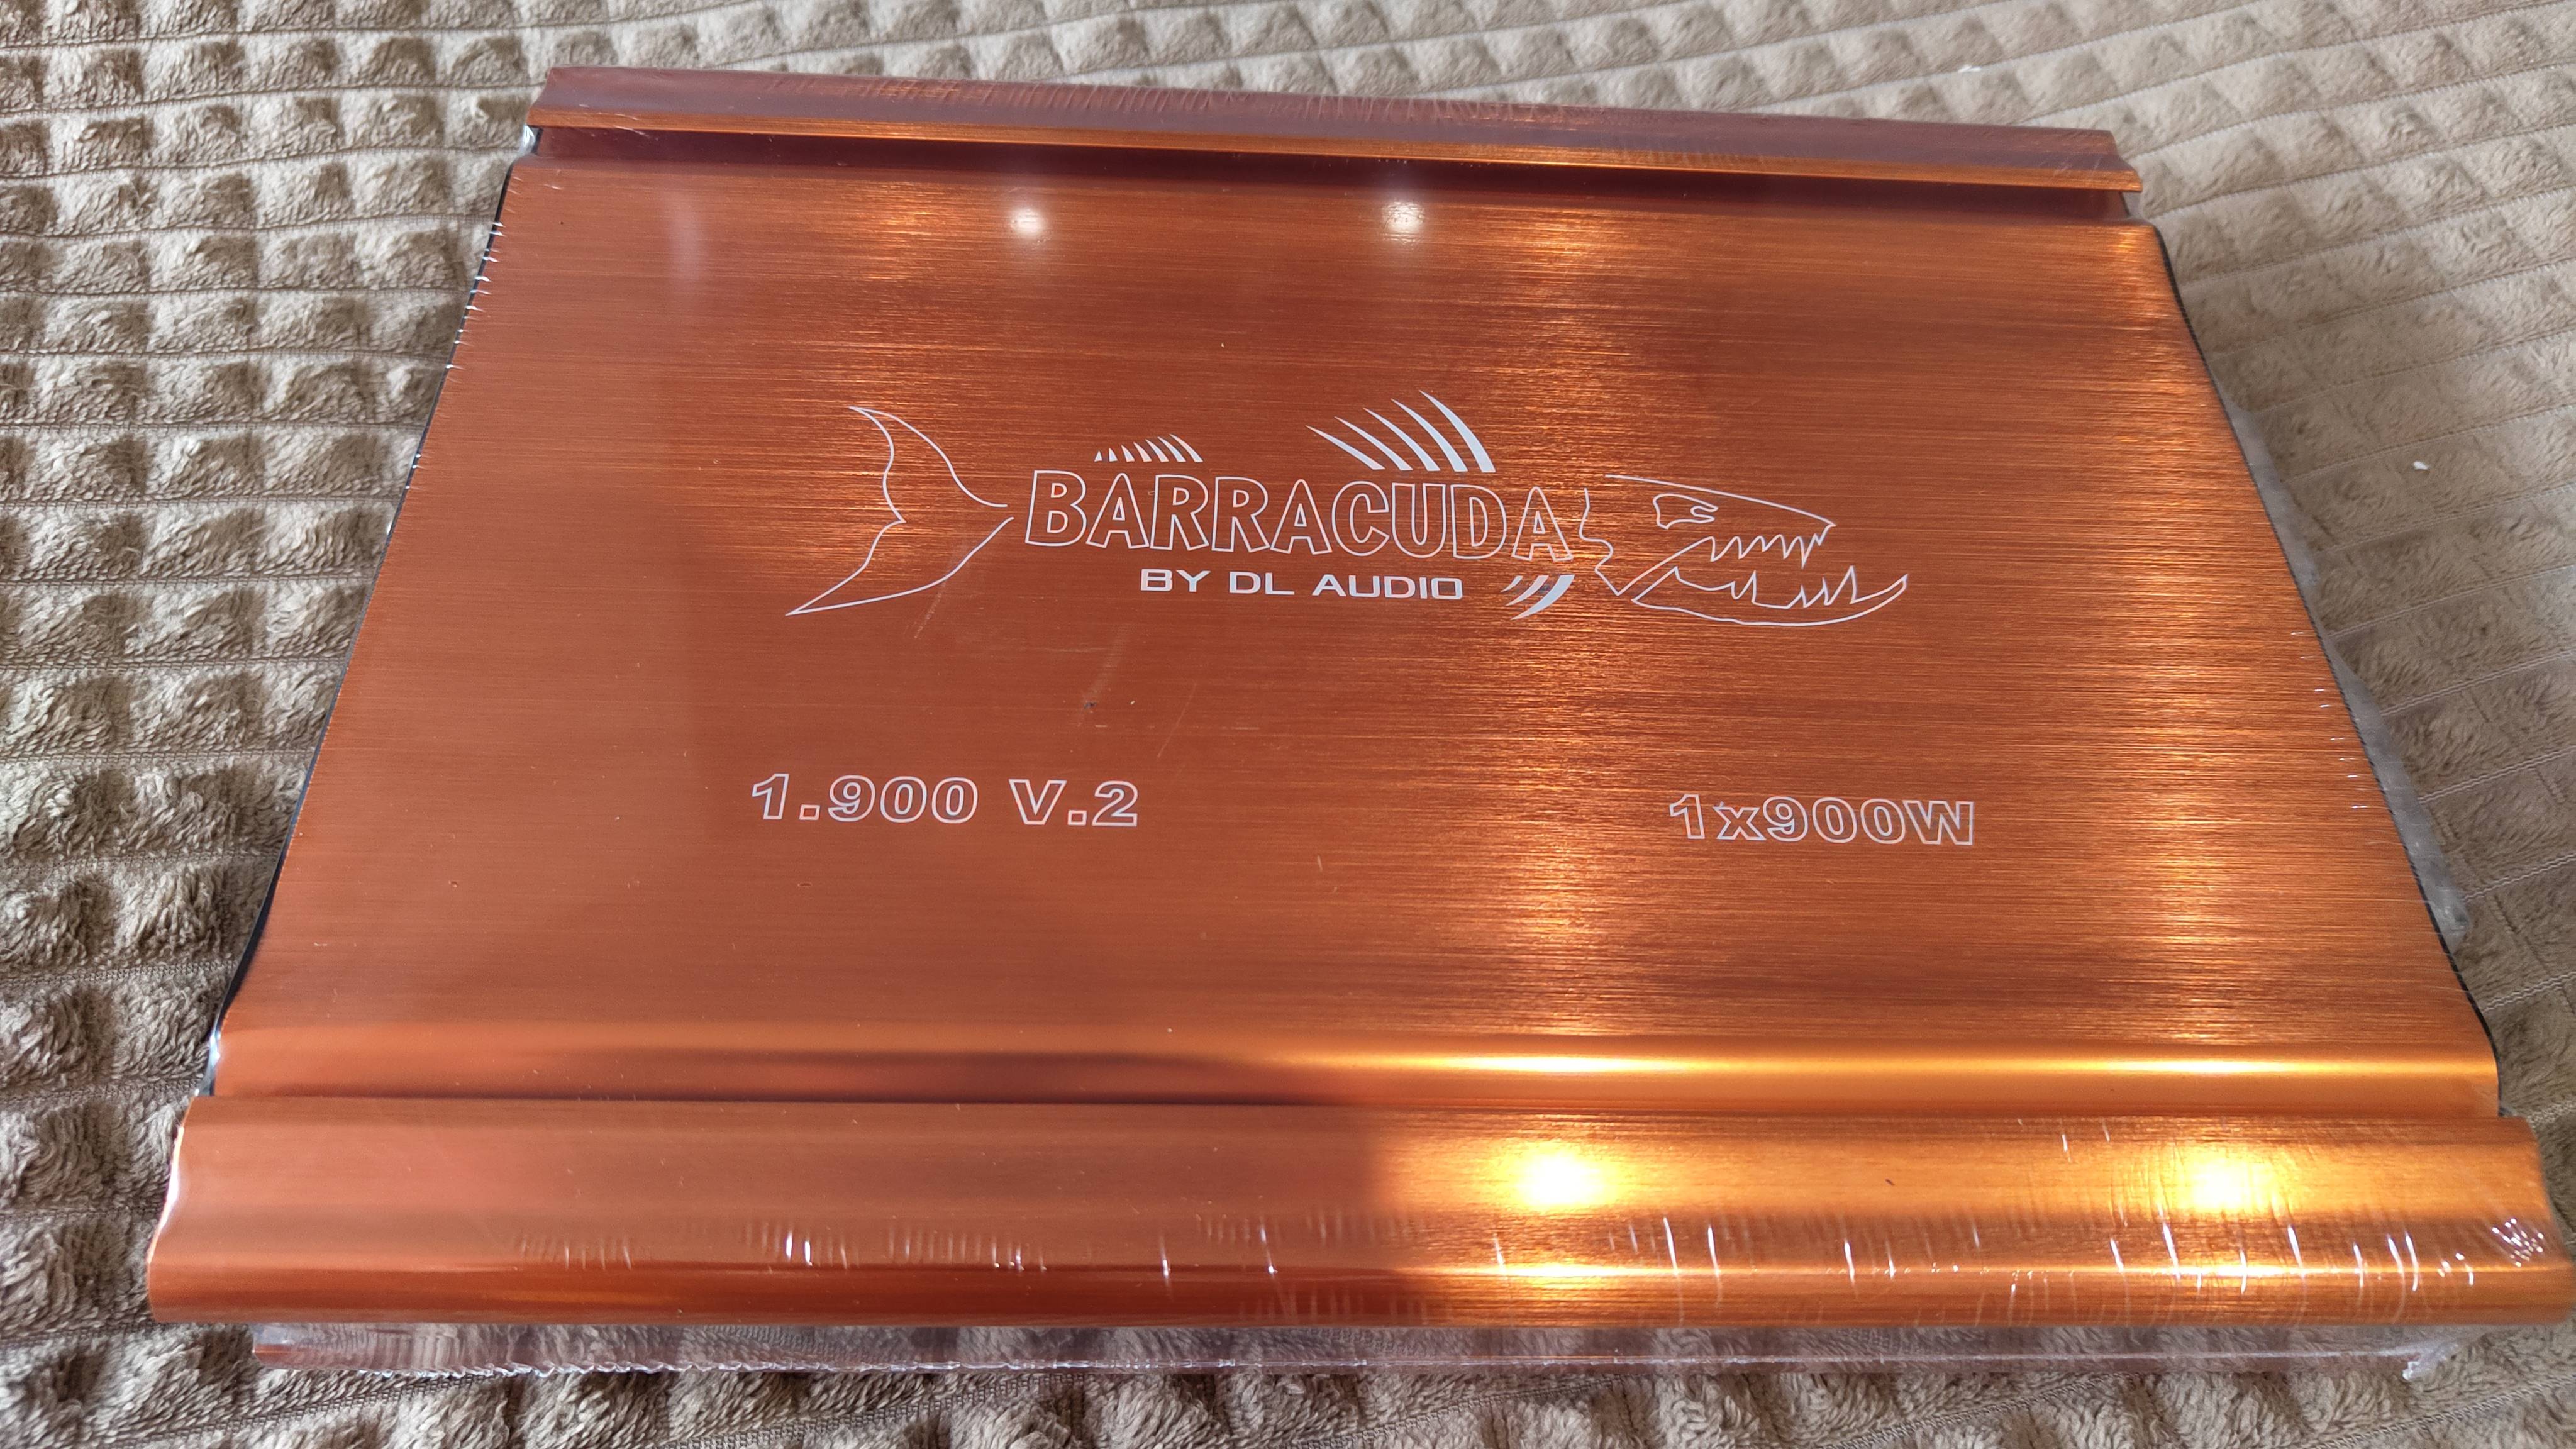 BARRACUDA
BY DL AUDIO
1.900 V.2
1x900W